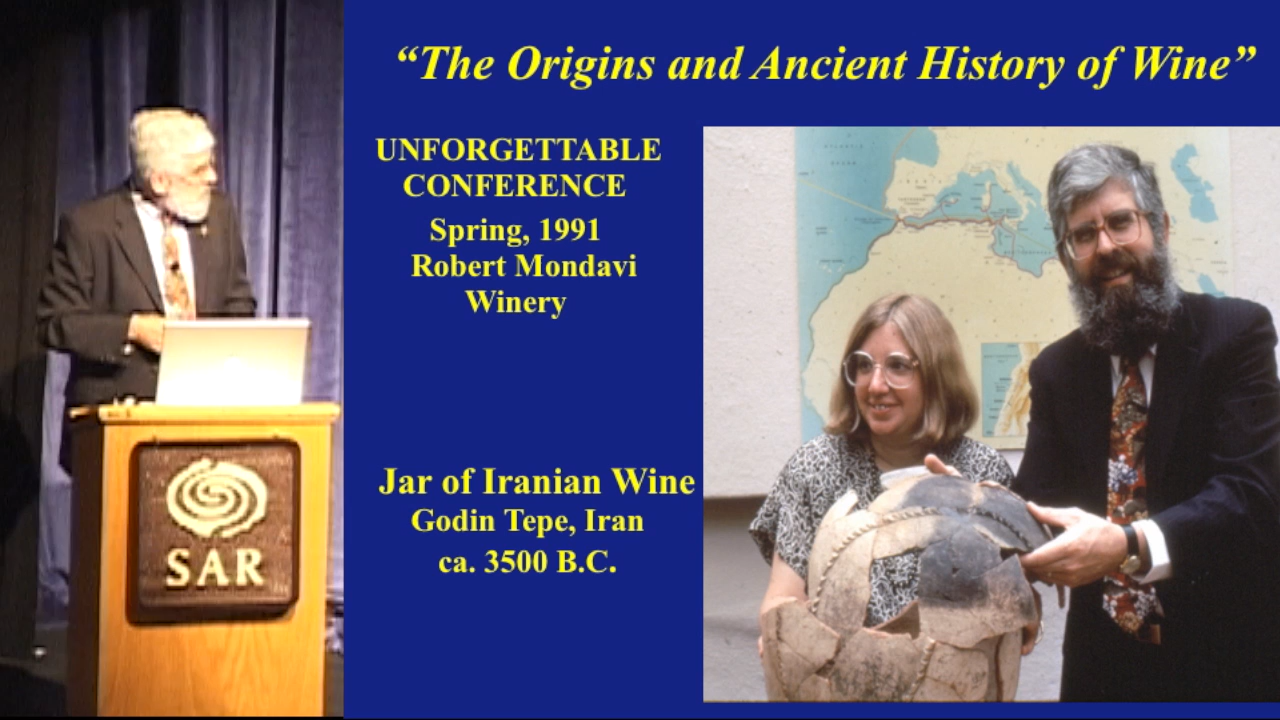 “The Origins and Ancient History of Wine”
UNFORGETTABLE
CONFERENCE
Spring, 1991
Robert Mondavi
Winery
Jar of Iranian Wine
Godin Tepe, Iran
ca. 3500 B.C.
SAR